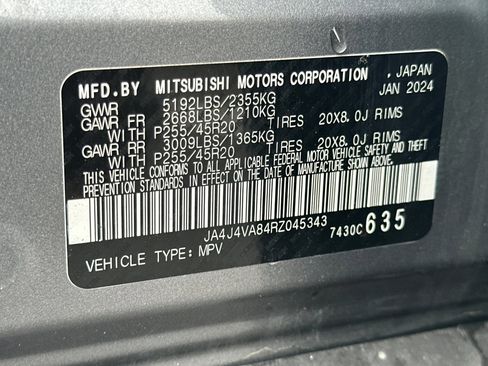 MFD.BY MITSUBISHI MOTORS CORPORATION , JAPAN
GVWR 5192LBS/2355KG JAN 2024
GAWR FR 2668LBS/1210KG
WITH P255/45R20 TIRES 20X8.0J RIMS
GAWR RR 3009LBS/1365KG
WITH P255/45R20 TIRES 20X8.0J RIMS
THIS VEHICLE CONFORMS TO ALL APPLICABLE FEDERAL MOTOR VEHICLE SAFETY AND THEFT
PREVENTION STANDARDS IN EFFECT ON THE DATE OF MANUFACTURE SHOWN ABOVE.
JA4J4VA84RZ045343
7430C 635
VEHICLE TYPE: MPV